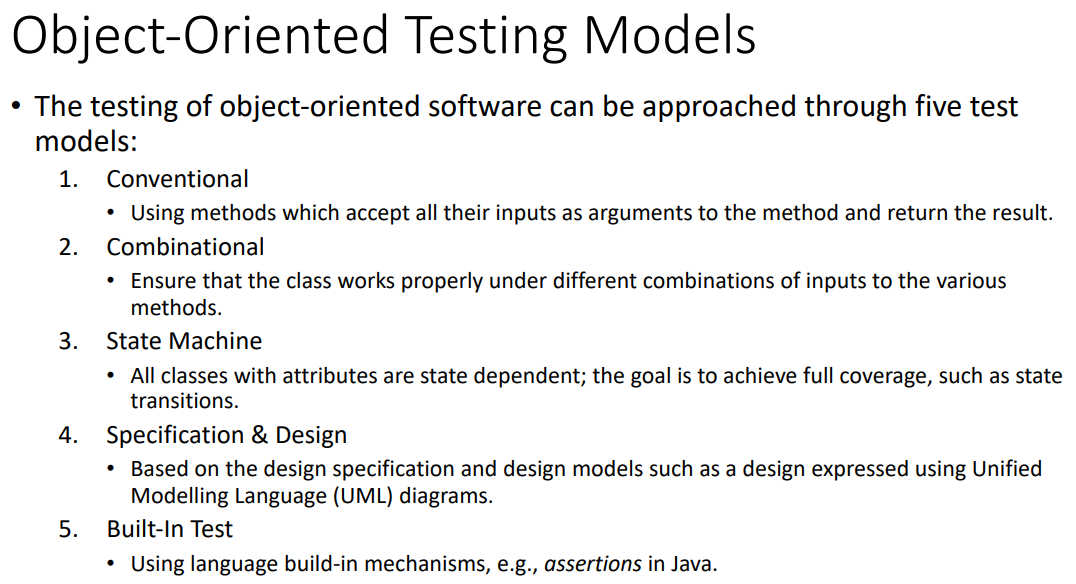 Object-Oriented Testing Models
• The testing of object-oriented software can be approached through five test
models:
1. Conventional
• Using methods which accept all their inputs as arguments to the method and return the result.
2. Combinational
• Ensure that the class works properly under different combinations of inputs to the various
methods.
3. State Machine
• All classes with attributes are state dependent; the goal is to achieve full coverage, such as state
transitions.
4. Specification & Design
• Based on the design specification and design models such as a design expressed using Unified
Modelling Language (UML) diagrams.
5. Built-In Test
• Using language build-in mechanisms, e.g., assertions in Java.